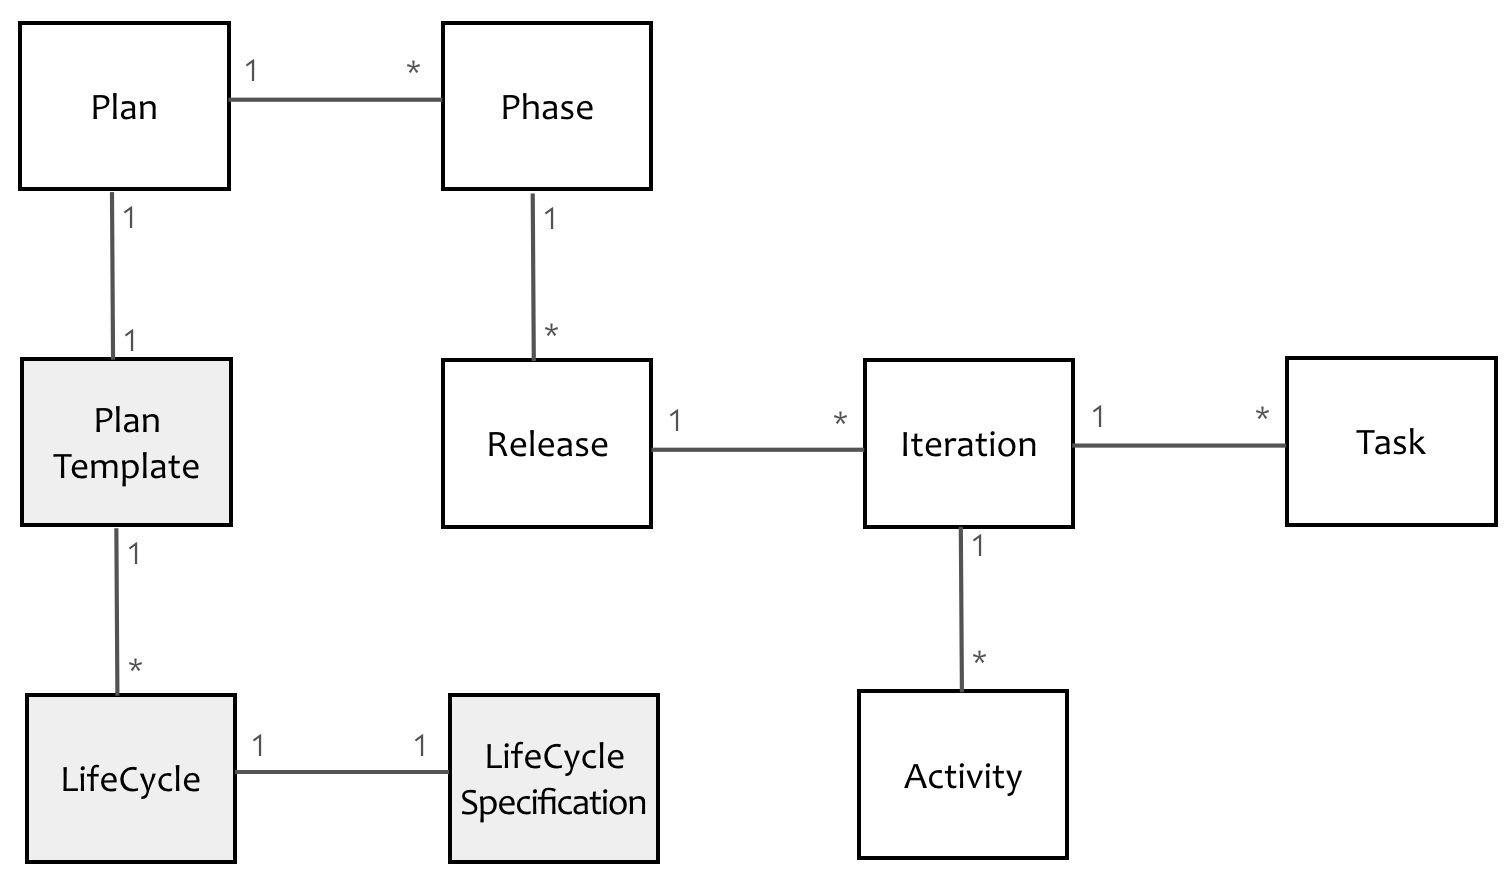 Plan
1
*
Phase
1
1
1
*
Plan
Template
Release
1
*
Iteration
1
*
Task
1
*
1
*
LifeCycle
1
1
LifeCycle
Specification
Activity